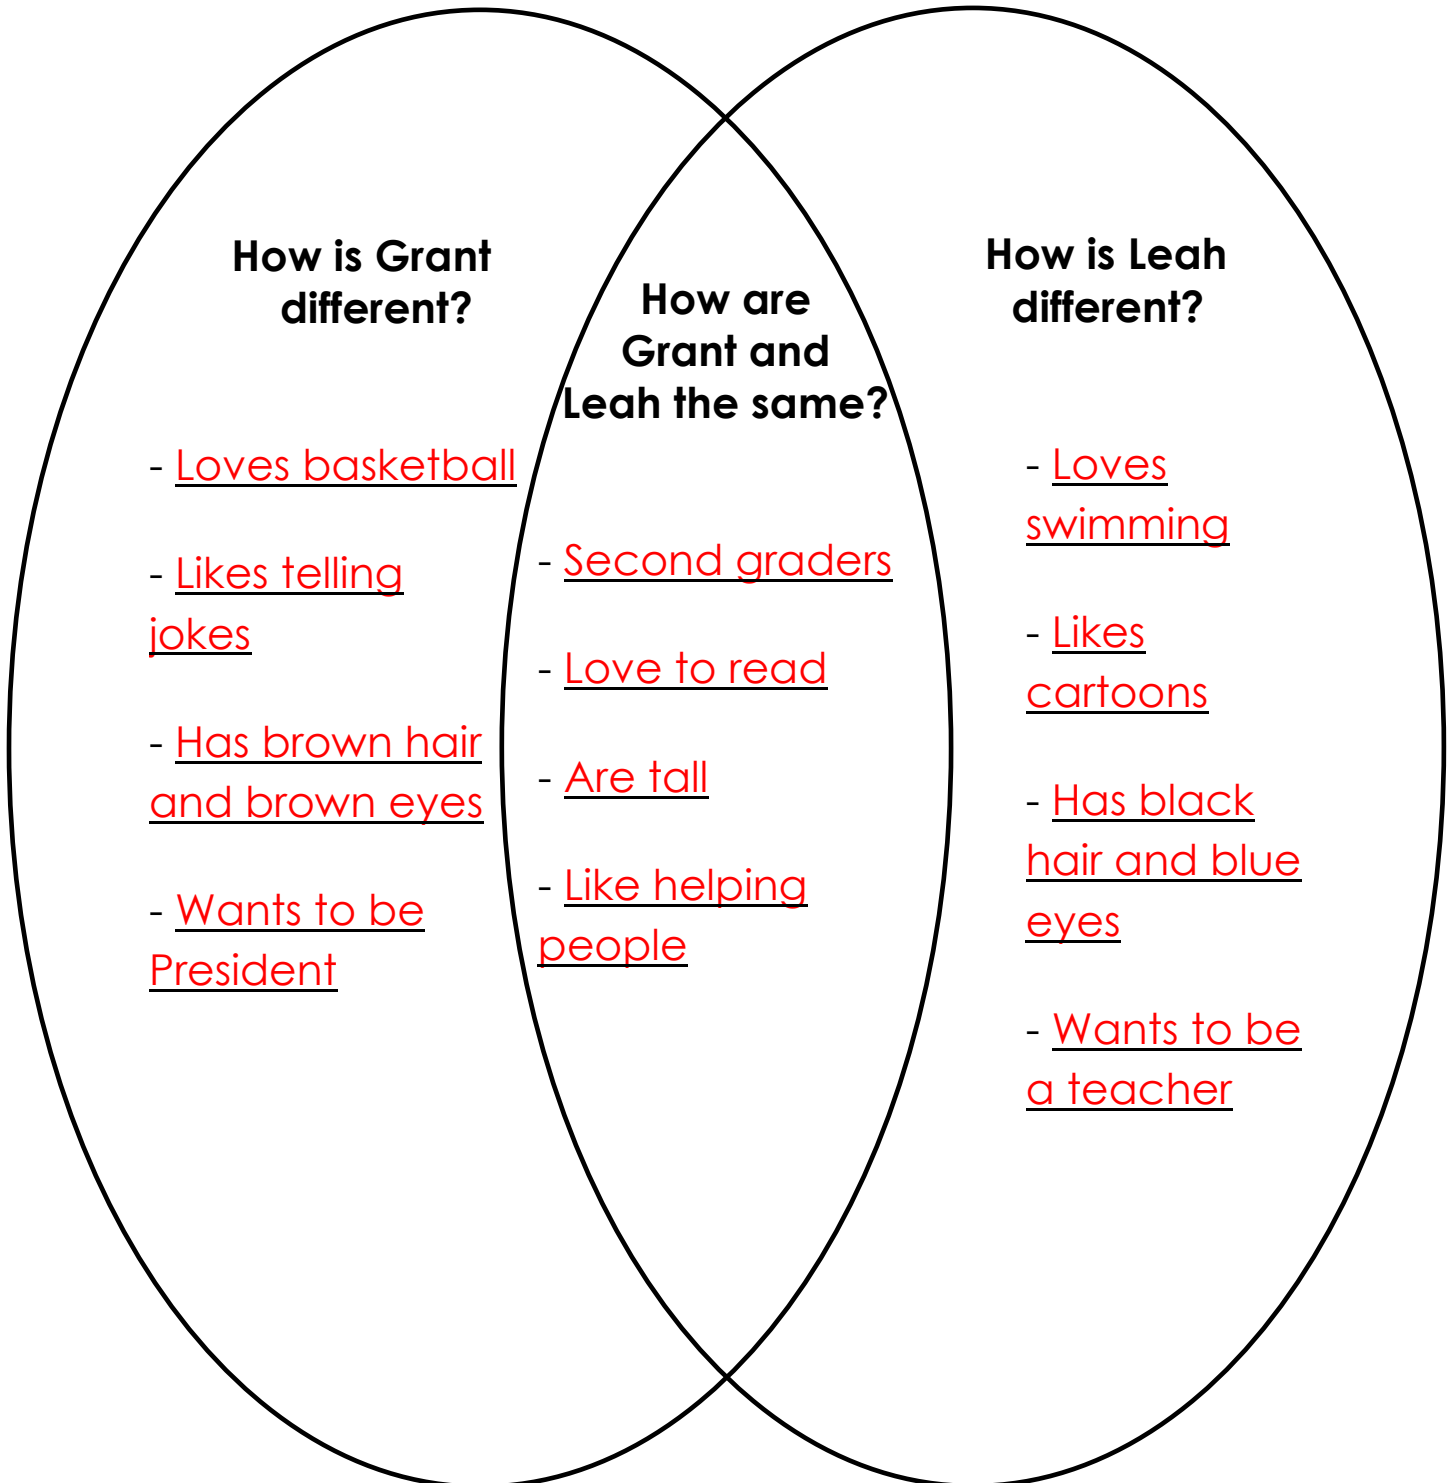 How is Grant
different?
- Loves basketball
- Likes telling
jokes
- Has brown hair
and brown eyes
- Wants to be
President
How are
Grant and
Leah the same?
- Second graders
- Love to read
- Are tall
- Like helping
people
How is Leah
different?
- Loves
swimming
- Likes
cartoons
- Has black
hair and blue
eyes
- Wants to be
a teacher